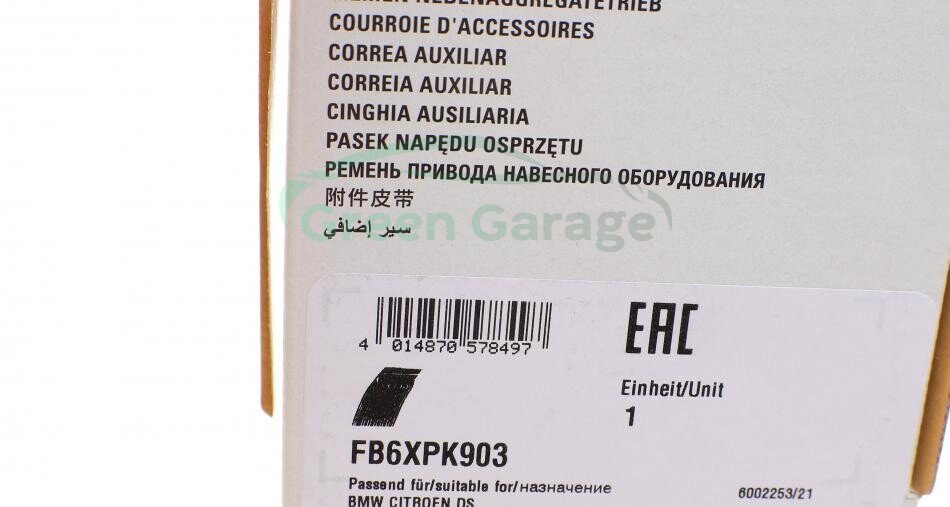 RIEMEN NEBENAGGREGATETRIEB
COURROIE D'ACCESSOIRES
CORREA AUXILIAR
CORREIA AUXILIAR
CINGHIA AUSILIARIA
PASEK NAPĘDU OSPRZĘTU
РЕМЕНЬ ПРИВОДА НАВЕСНОГО ОБОРУДОВАНИЯ
附件皮带
سير إضافي
Green Garage
4 014870 578497
EAC
Einheit/Unit
1
FB6XPK903
Passend für/suitable for/назначение
6002253/21
BMW CITROEN DS